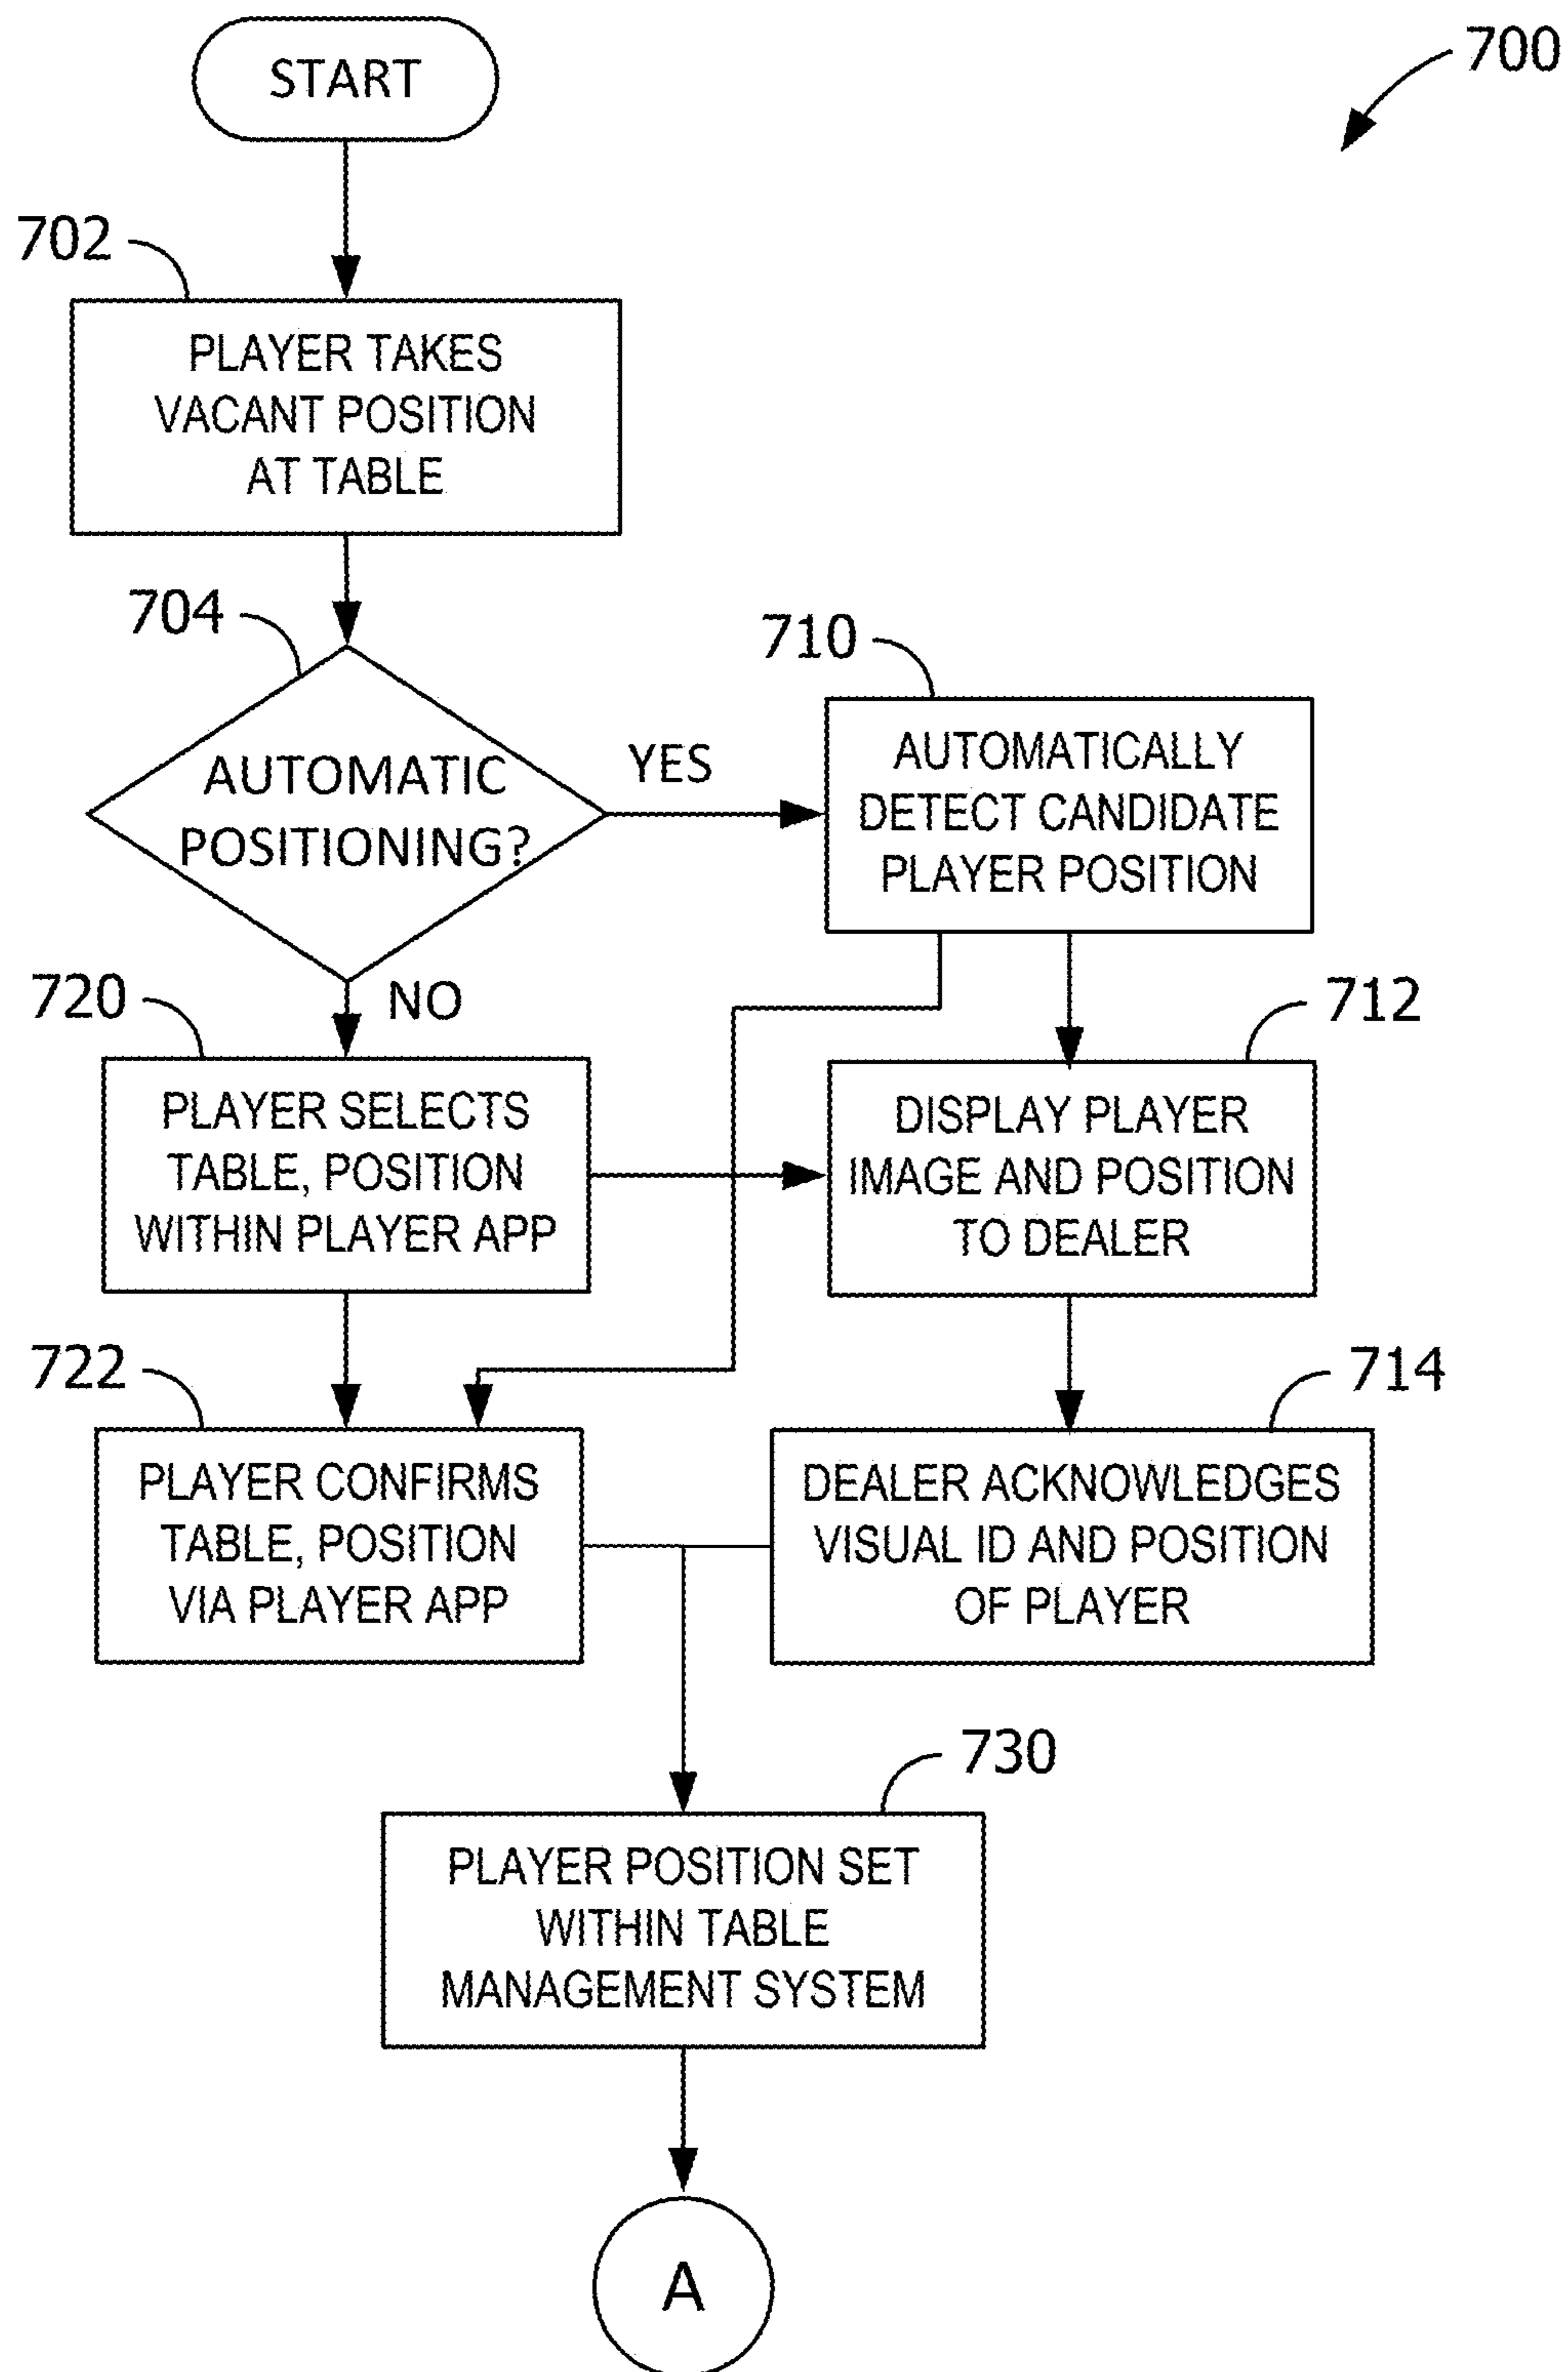 START
700
702
PLAYER TAKES
VACANT POSITION
AT TABLE
704
AUTOMATIC
POSITIONING?
YES
NO
710
AUTOMATICALLY
DETECT CANDIDATE
PLAYER POSITION
720
PLAYER SELECTS
TABLE, POSITION
WITHIN PLAYER APP
712
DISPLAY PLAYER
IMAGE AND POSITION
TO DEALER
722
PLAYER CONFIRMS
TABLE, POSITION
VIA PLAYER APP
714
DEALER ACKNOWLEDGES
VISUAL ID AND POSITION
OF PLAYER
730
PLAYER POSITION SET
WITHIN TABLE
MANAGEMENT SYSTEM
A